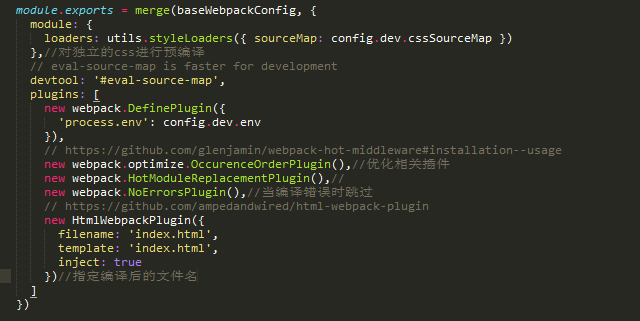 module.exports = merge(baseWebpackConfig, {
  module: {
    loaders: utils.styleLoaders({ sourceMap: config.dev.cssSourceMap })
  },//对独立的css进行预编译
  // eval-source-map is faster for development
  devtool: '#eval-source-map',
  plugins: [
    new webpack.DefinePlugin({
      'process.env': config.dev.env
    }),
    // https://github.com/glenjamin/webpack-hot-middleware#installation--usage
    new webpack.optimize.OccurenceOrderPlugin(),//优化相关插件
    new webpack.HotModuleReplacementPlugin(),//
    new webpack.NoErrorsPlugin(),//当编译错误时跳过
    // https://github.com/ampedandwired/html-webpack-plugin
    new HtmlWebpackPlugin({
      filename: 'index.html',
      template: 'index.html',
      inject: true
    })//指定编译后的文件名
  ]
})